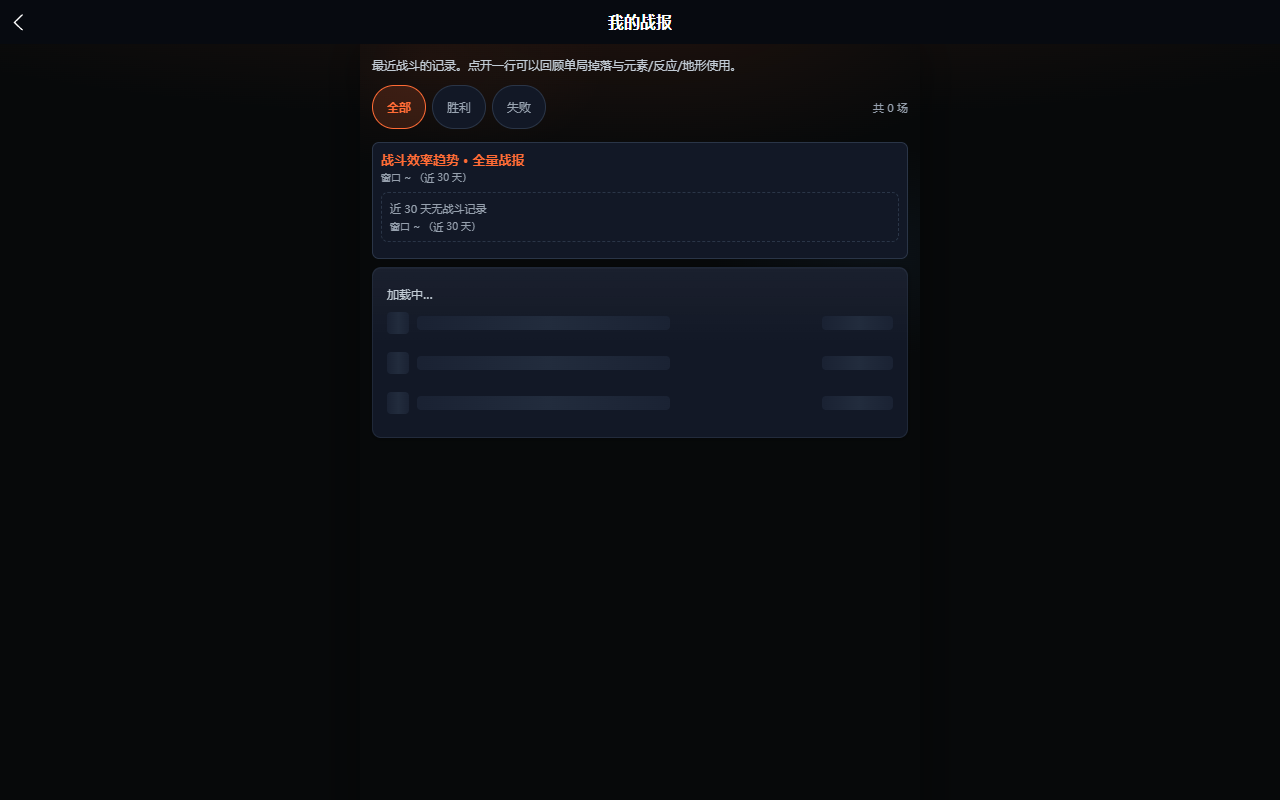 我的战报
最近战斗的记录。点开一行可以回顾单局掉落与元素/反应/地形使用。
全部
胜利
失败
共 0 场
战斗效率趋势 • 全量战报
窗口 ~ （近 30 天）
近 30 天无战斗记录
窗口 ~ （近 30 天）
加载中...